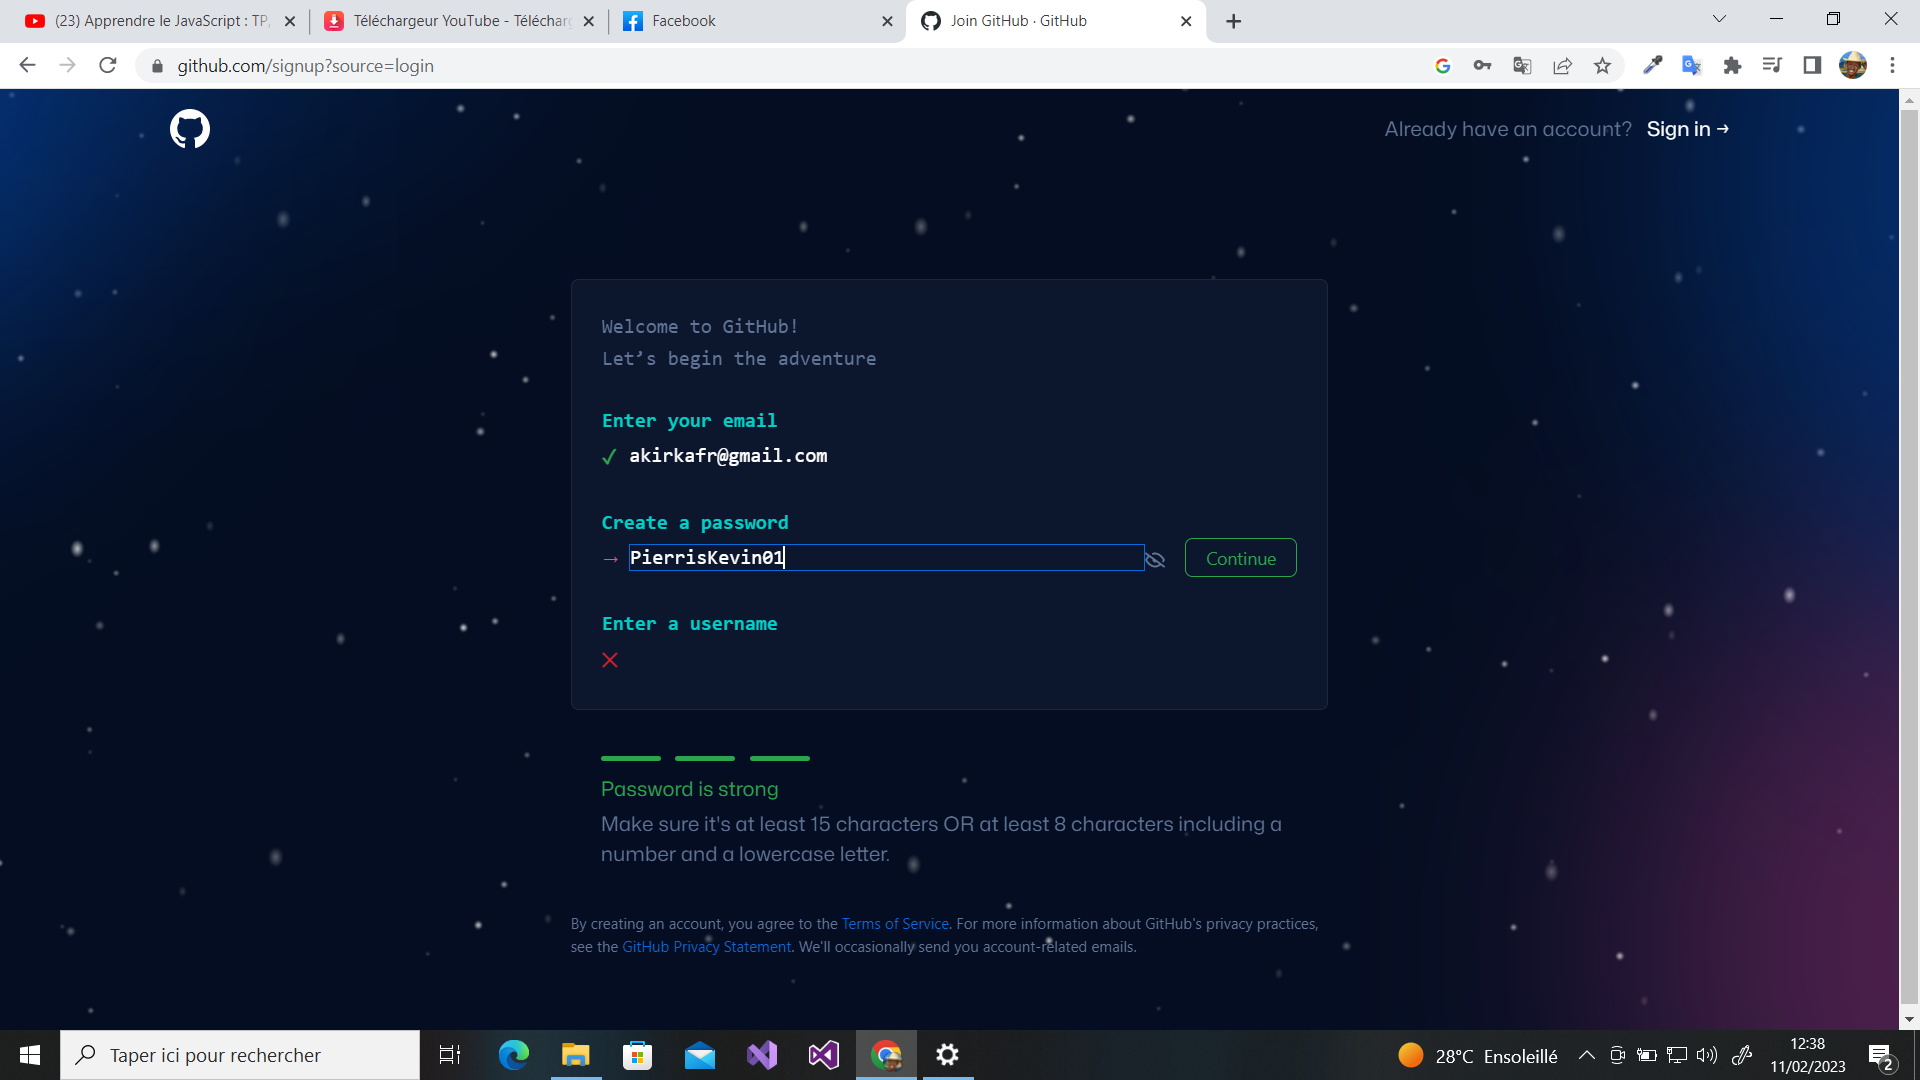 (23) Apprendre le JavaScript : TP,
Téléchargeur YouTube - Télécharg
Facebook
Join GitHub · GitHub
github.com/signup?source=login
Already have an account? Sign in →
Welcome to GitHub!
Let’s begin the adventure
Enter your email
✓ akirkafr@gmail.com
Create a password
→ PierrisKevin01
Continue
Enter a username
Password is strong
Make sure it's at least 15 characters OR at least 8 characters including a
number and a lowercase letter.
By creating an account, you agree to the Terms of Service. For more information about GitHub's privacy practices,
see the GitHub Privacy Statement. We'll occasionally send you account-related emails.
Taper ici pour rechercher
28°C Ensoleillé
12:38
11/02/2023
2